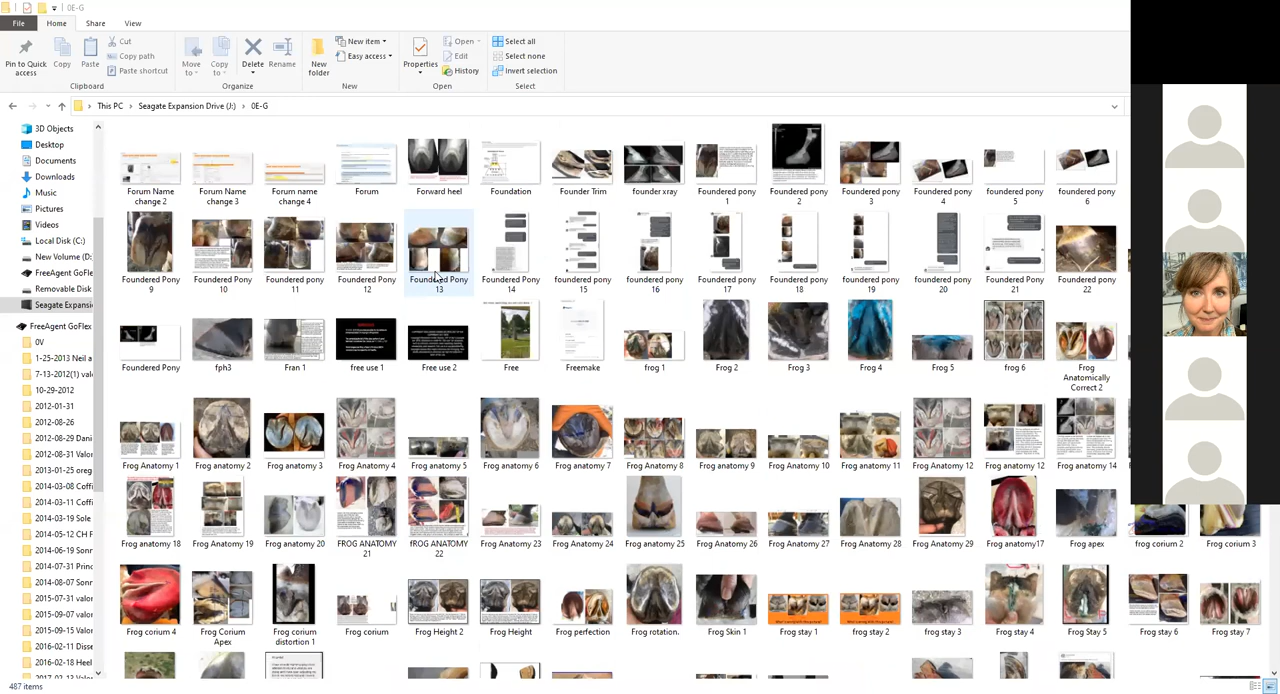 0E-G
File Home Share View
Pin to Quick access
Copy
Paste
Cut
Copy path
Paste shortcut
Clipboard
Move to
Copy to
Delete
Rename
Organize
New folder
New item
Easy access
New
Properties
Open
Edit
History
Open
Select all
Select none
Invert selection
Select
This PC Seagate Expansion Drive (J:) 0E-G
3D Objects
Desktop
Documents
Downloads
Music
Pictures
Videos
Local Disk (C:)
New Volume (D:
FreeAgent GoFle
Removable Disk
Seagate Expansi
FreeAgent GoFlex
0V
1-25-2013 Neil a
7-13-2012(1) valo
10-29-2012
2012-01-31
2012-08-26
2012-08-29 Dani
2012-08-31 Valor
2013-01-25 oreg
2014-03-08 Coffi
2014-03-11 Coffi
2014-03-19 Sole
2014-05-12 CH F
2014-06-19 Sonn
2014-07-31 Princ
2014-08-07 Sonn
2015-07-31 valor
2015-09-07 valor
2015-09-15 Valor
2016-02-11 Disse
2016-02-18 Heel
487 items
Forum Name change 2
Forum Name change 3
Forum name change 4
Forum
Forward heel
Foundation
Founder Trim
founder xray
Foundered pony 1
Foundered pony 2
Foundered pony 3
Foundered pony 4
foundered pony 5
foundered pony 6
Foundered Pony 9
Foundered Pony 10
Foundered pony 11
Foundered Pony 12
Foundered Pony 13
Foundered Pony 14
foundered pony 15
foundered pony 16
Foundered pony 17
foundered pony 18
foundered pony 19
foundered pony 20
Foundered Pony 21
Foundered pony 22
Foundered Pony
fph3
Fran 1
free use 1
Free use 2
Free
Freemake
frog 1
Frog 2
Frog 3
Frog 4
Frog 5
frog 6
Frog Anatomically Correct 2
Frog Anatomy 1
Frog anatomy 2
Frog anatomy 3
Frog Anatomy 4
Frog anatomy 5
Frog anatomy 6
Frog anatomy 7
Frog Anatomy 8
Frog anatomy 9
Frog Anatomy 10
Frog anatomy 11
Frog Anatomy 12
Frog anatomy 12
Frog anatomy 14
Frog anatomy 18
Frog Anatomy 19
Frog anatomy 20
FROG ANATOMY 21
fROG ANATOMY 22
Frog Anatomy 23
Frog Anatomy 24
Frog anatomy 25
Frog Anatomy 26
Frog anatomy 27
Frog Anatomy 28
Frog Anatomy 29
Frog anatomy17
Frog apex
frog corium 2
Frog corium 3
Frog corium 4
Frog Corium Apex
Frog corium distortion 1
Frog corium
Frog Height 2
Frog Height
Frog perfection
Frog rotation.
Frog Skin 1
Frog stay 1
frog stay 2
Frog stay 3
Frog stay 4
Frog Stay 5
Frog stay 6
Frog stay 7